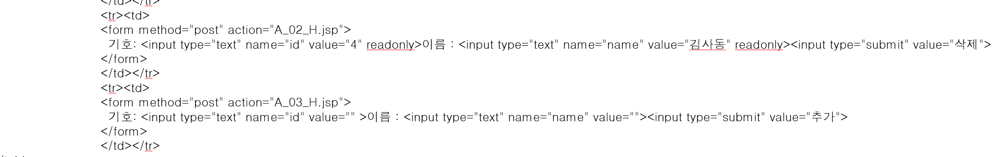 </td></tr>
<tr><td>
<form method="post" action="A_02_H.jsp">
기호: <input type="text" name="id" value="4" readonly>이름 : <input type="text" name="name" value="김사동" readonly><input type="submit" value="삭제">
</form>
</td></tr>
<tr><td>
<form method="post" action="A_03_H.jsp">
기호: <input type="text" name="id" value="" >이름 : <input type="text" name="name" value=""><input type="submit" value="추가">
</form>
</td></tr>